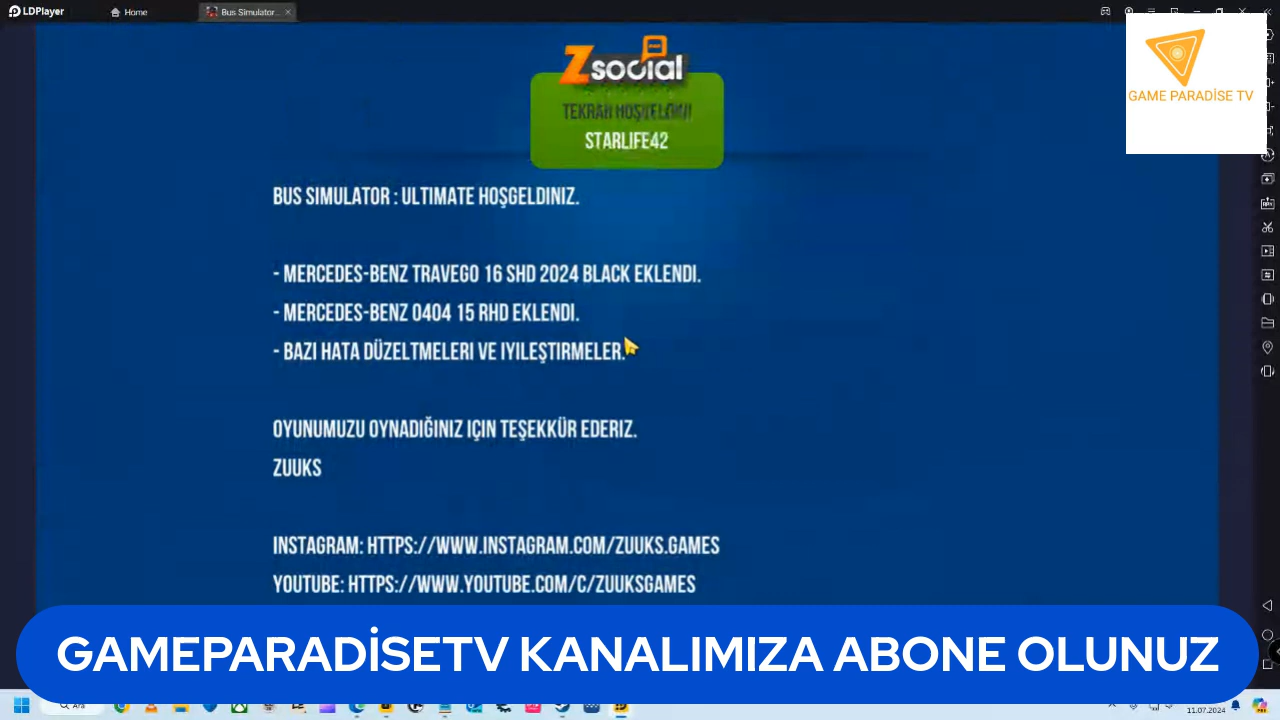 LDPlayer
Home
Bus Simulator..
GAME PARADİSE TV
Zsocial
TEKRAR HOŞGELDİN!
STARLIFE42
BUS SIMULATOR : ULTIMATE HOŞGELDINIZ.
- MERCEDES-BENZ TRAVEGO 16 SHD 2024 BLACK EKLENDI.
- MERCEDES-BENZ 0404 15 RHD EKLENDI.
- BAZI HATA DÜZELTMELERI VE IYILEŞTIRMELER.
OYUNUMUZU OYNADIĞINIZ IÇIN TEŞEKKÜR EDERIZ.
ZUUKS
INSTAGRAM: HTTPS://WWW.INSTAGRAM.COM/ZUUKS.GAMES
YOUTUBE: HTTPS://WWW.YOUTUBE.COM/C/ZUUKSGAMES
GAMEPARADİSETV KANALIMIZA ABONE OLUNUZ
Ara
11.07.2024